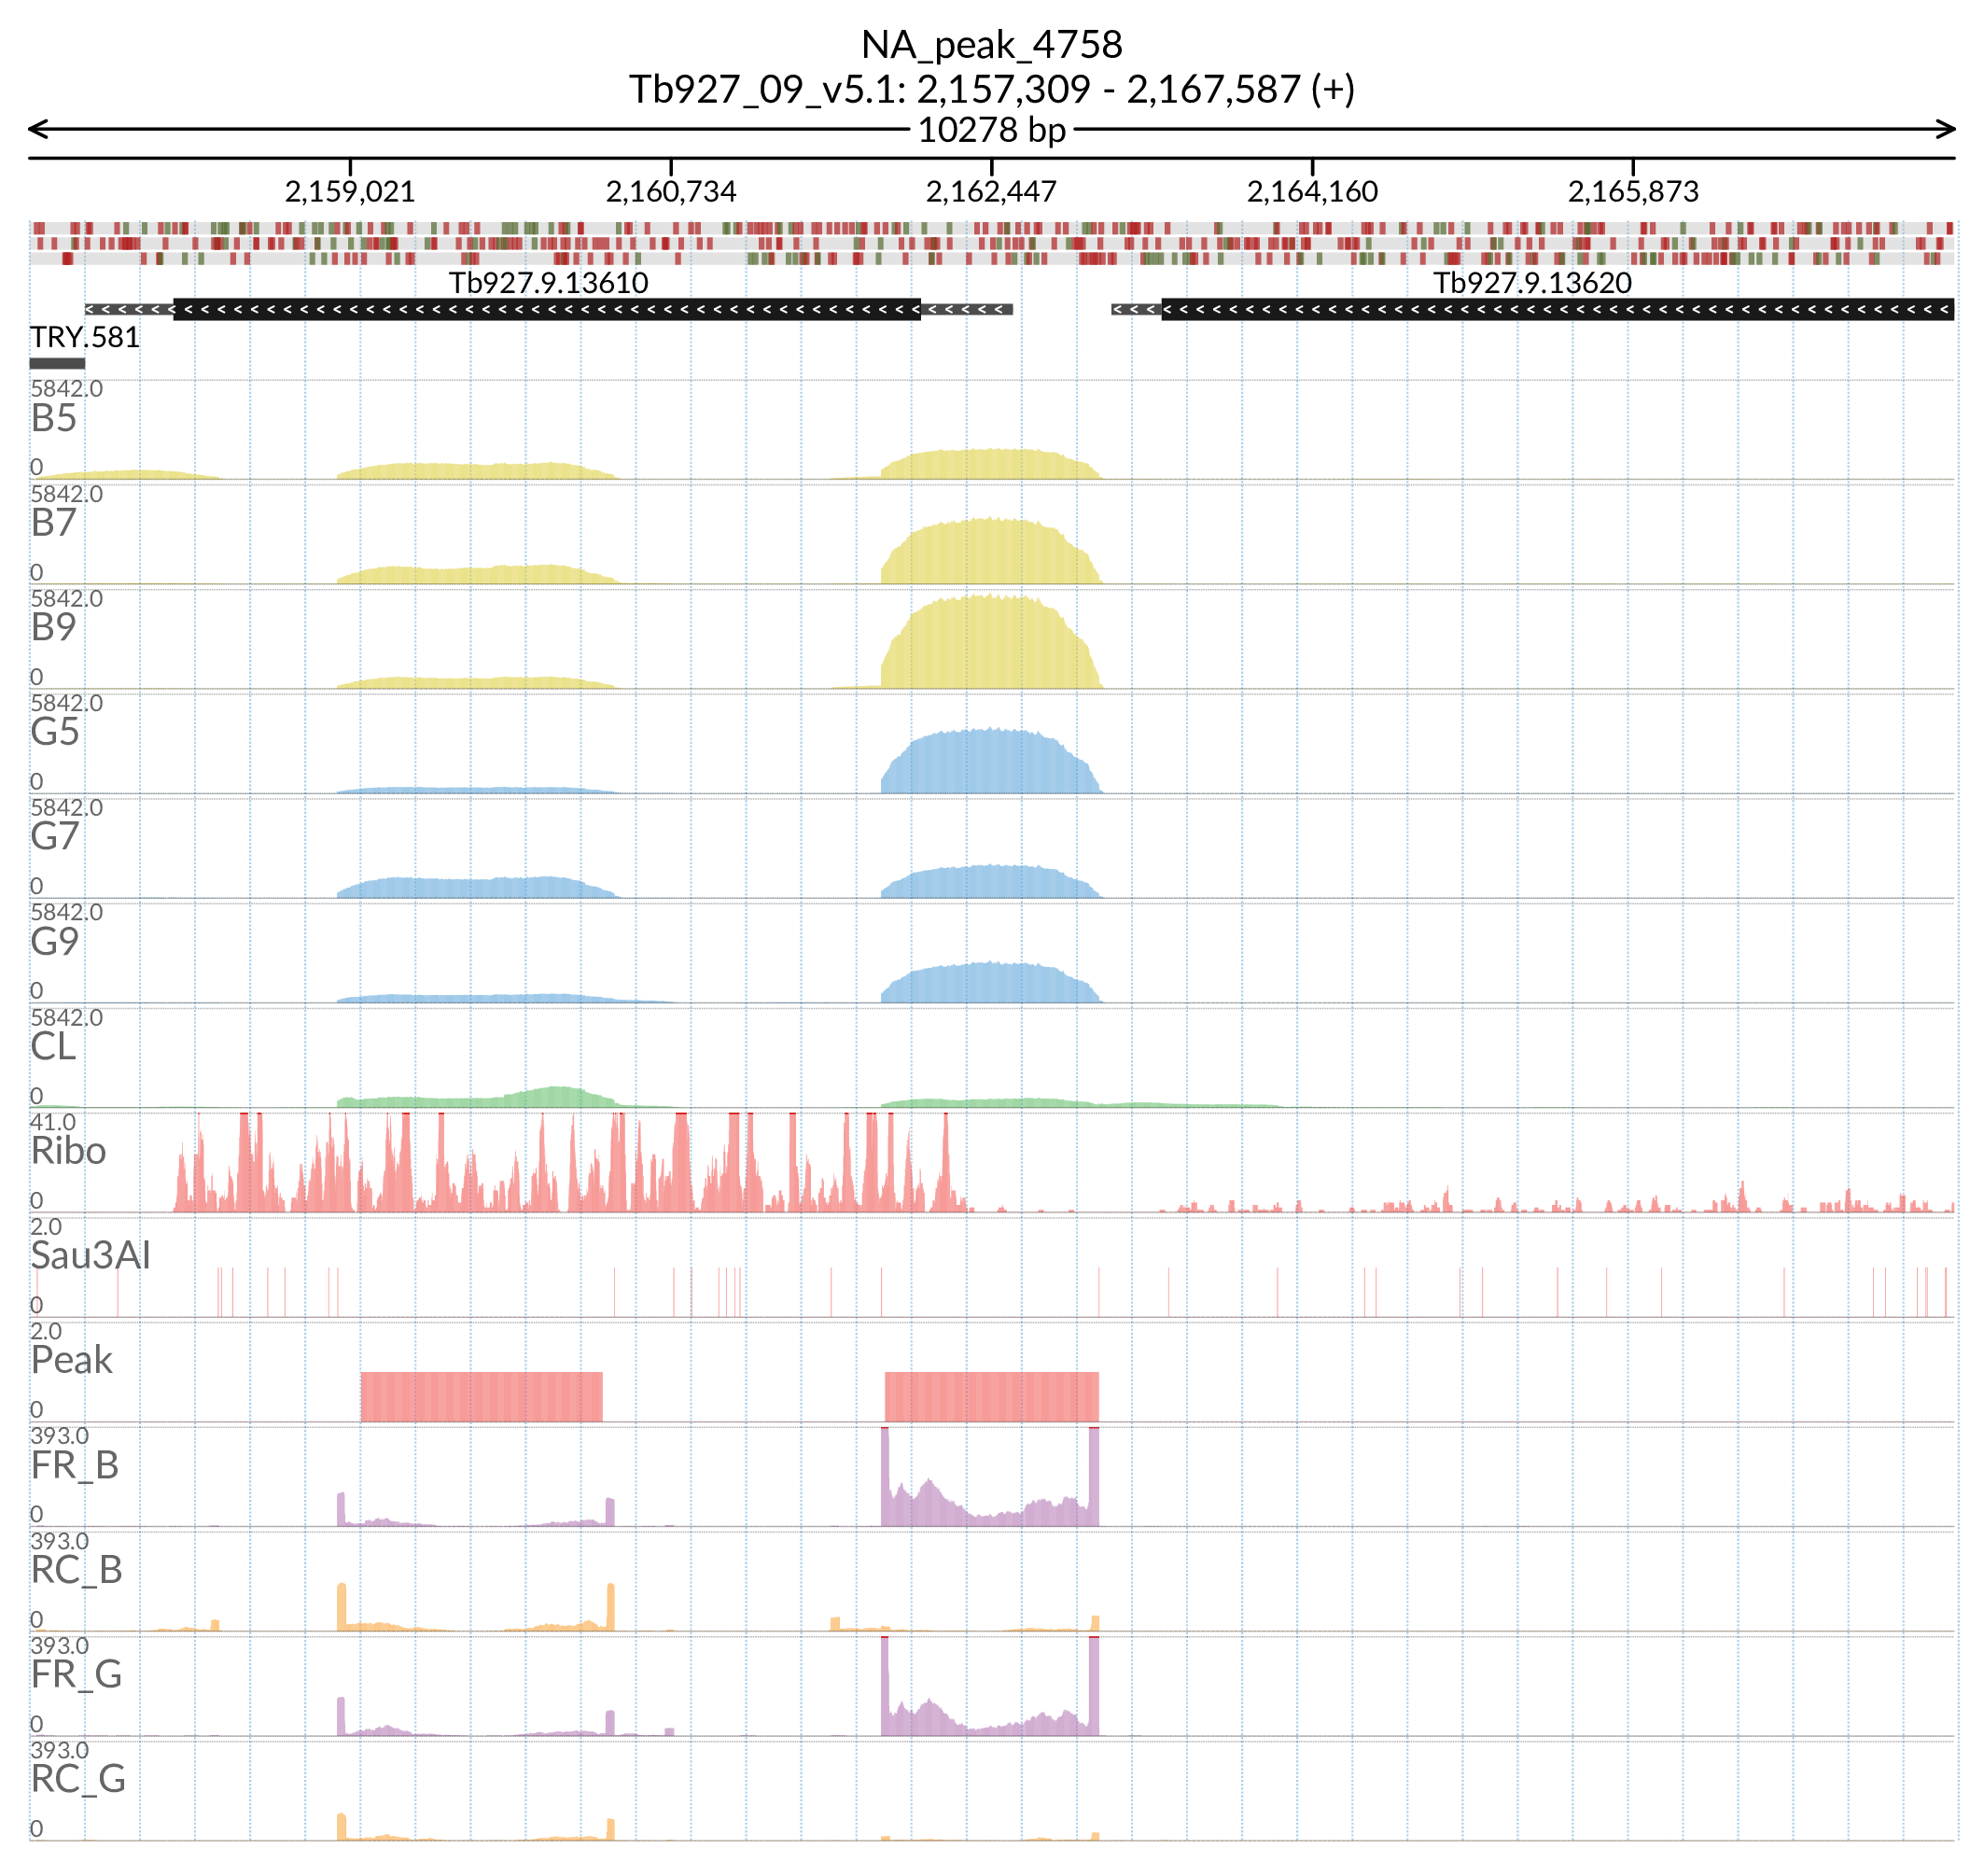 NA_peak_4758
Tb927_09_v5.1: 2,157,309 - 2,167,587 (+)
10278 bp
2,159,021 2,160,734 2,162,447 2,164,160 2,165,873
Tb927.9.13610 Tb927.9.13620
TRY.581
5842.0
B5
0
5842.0
B7
0
5842.0
B9
0
5842.0
G5
0
5842.0
G7
0
5842.0
G9
0
5842.0
CL
0
41.0
Ribo
0
2.0
Sau3AI
0
2.0
Peak
0
393.0
FR_B
0
393.0
RC_B
0
393.0
FR_G
0
393.0
RC_G
0